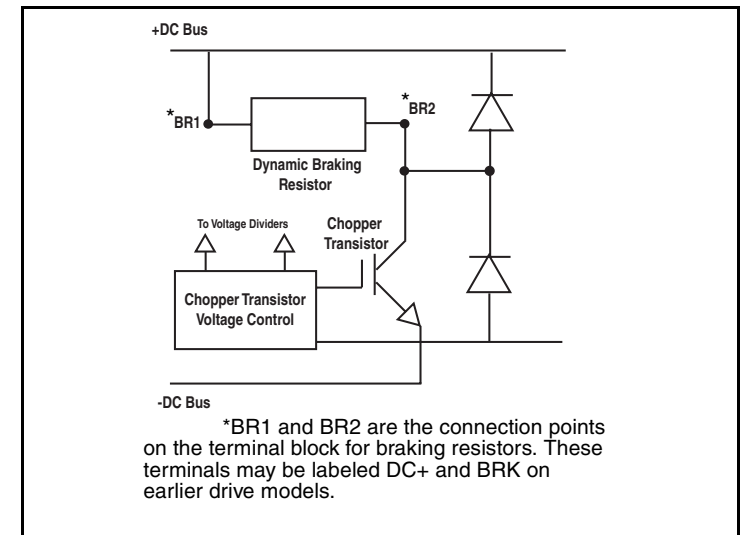 +DC Bus
*BR1
*BR2
Dynamic Braking
Resistor
To Voltage Dividers
Chopper
Transistor
Chopper Transistor
Voltage Control
-DC Bus
*BR1 and BR2 are the connection points
on the terminal block for braking resistors. These
terminals may be labeled DC+ and BRK on
earlier drive models.